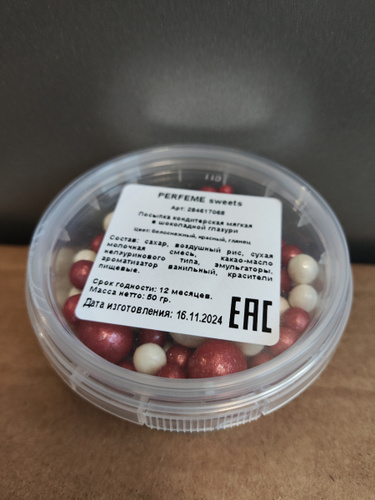 PERFEME sweets
Арт: 284617068
Посыпка кондитерская мягкая
в шоколадной глазури
Цвет: белоснежный, красный, глянец
Состав: сахар, воздушный рис, сухая
молочная смесь, какао-масло
нелауринового типа, эмульгаторы,
ароматизатор ванильный, красители
пищевые.
Срок годности: 12 месяцев.
Масса нетто: 50 гр.
Дата изготовления: 16.11.2024
EAC